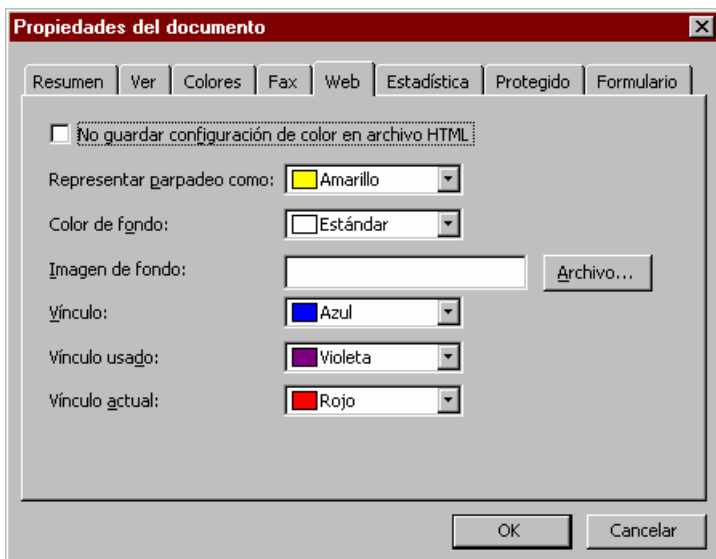 Propiedades del documento
Resumen Ver Colores Fax Web Estadística Protegido Formulario
No guardar configuración de color en archivo HTML
Representar parpadeo como: Amarillo
Color de fondo: Estándar
Imagen de fondo: Archivo...
Vínculo: Azul
Vínculo usado: Violeta
Vínculo actual: Rojo
OK Cancelar